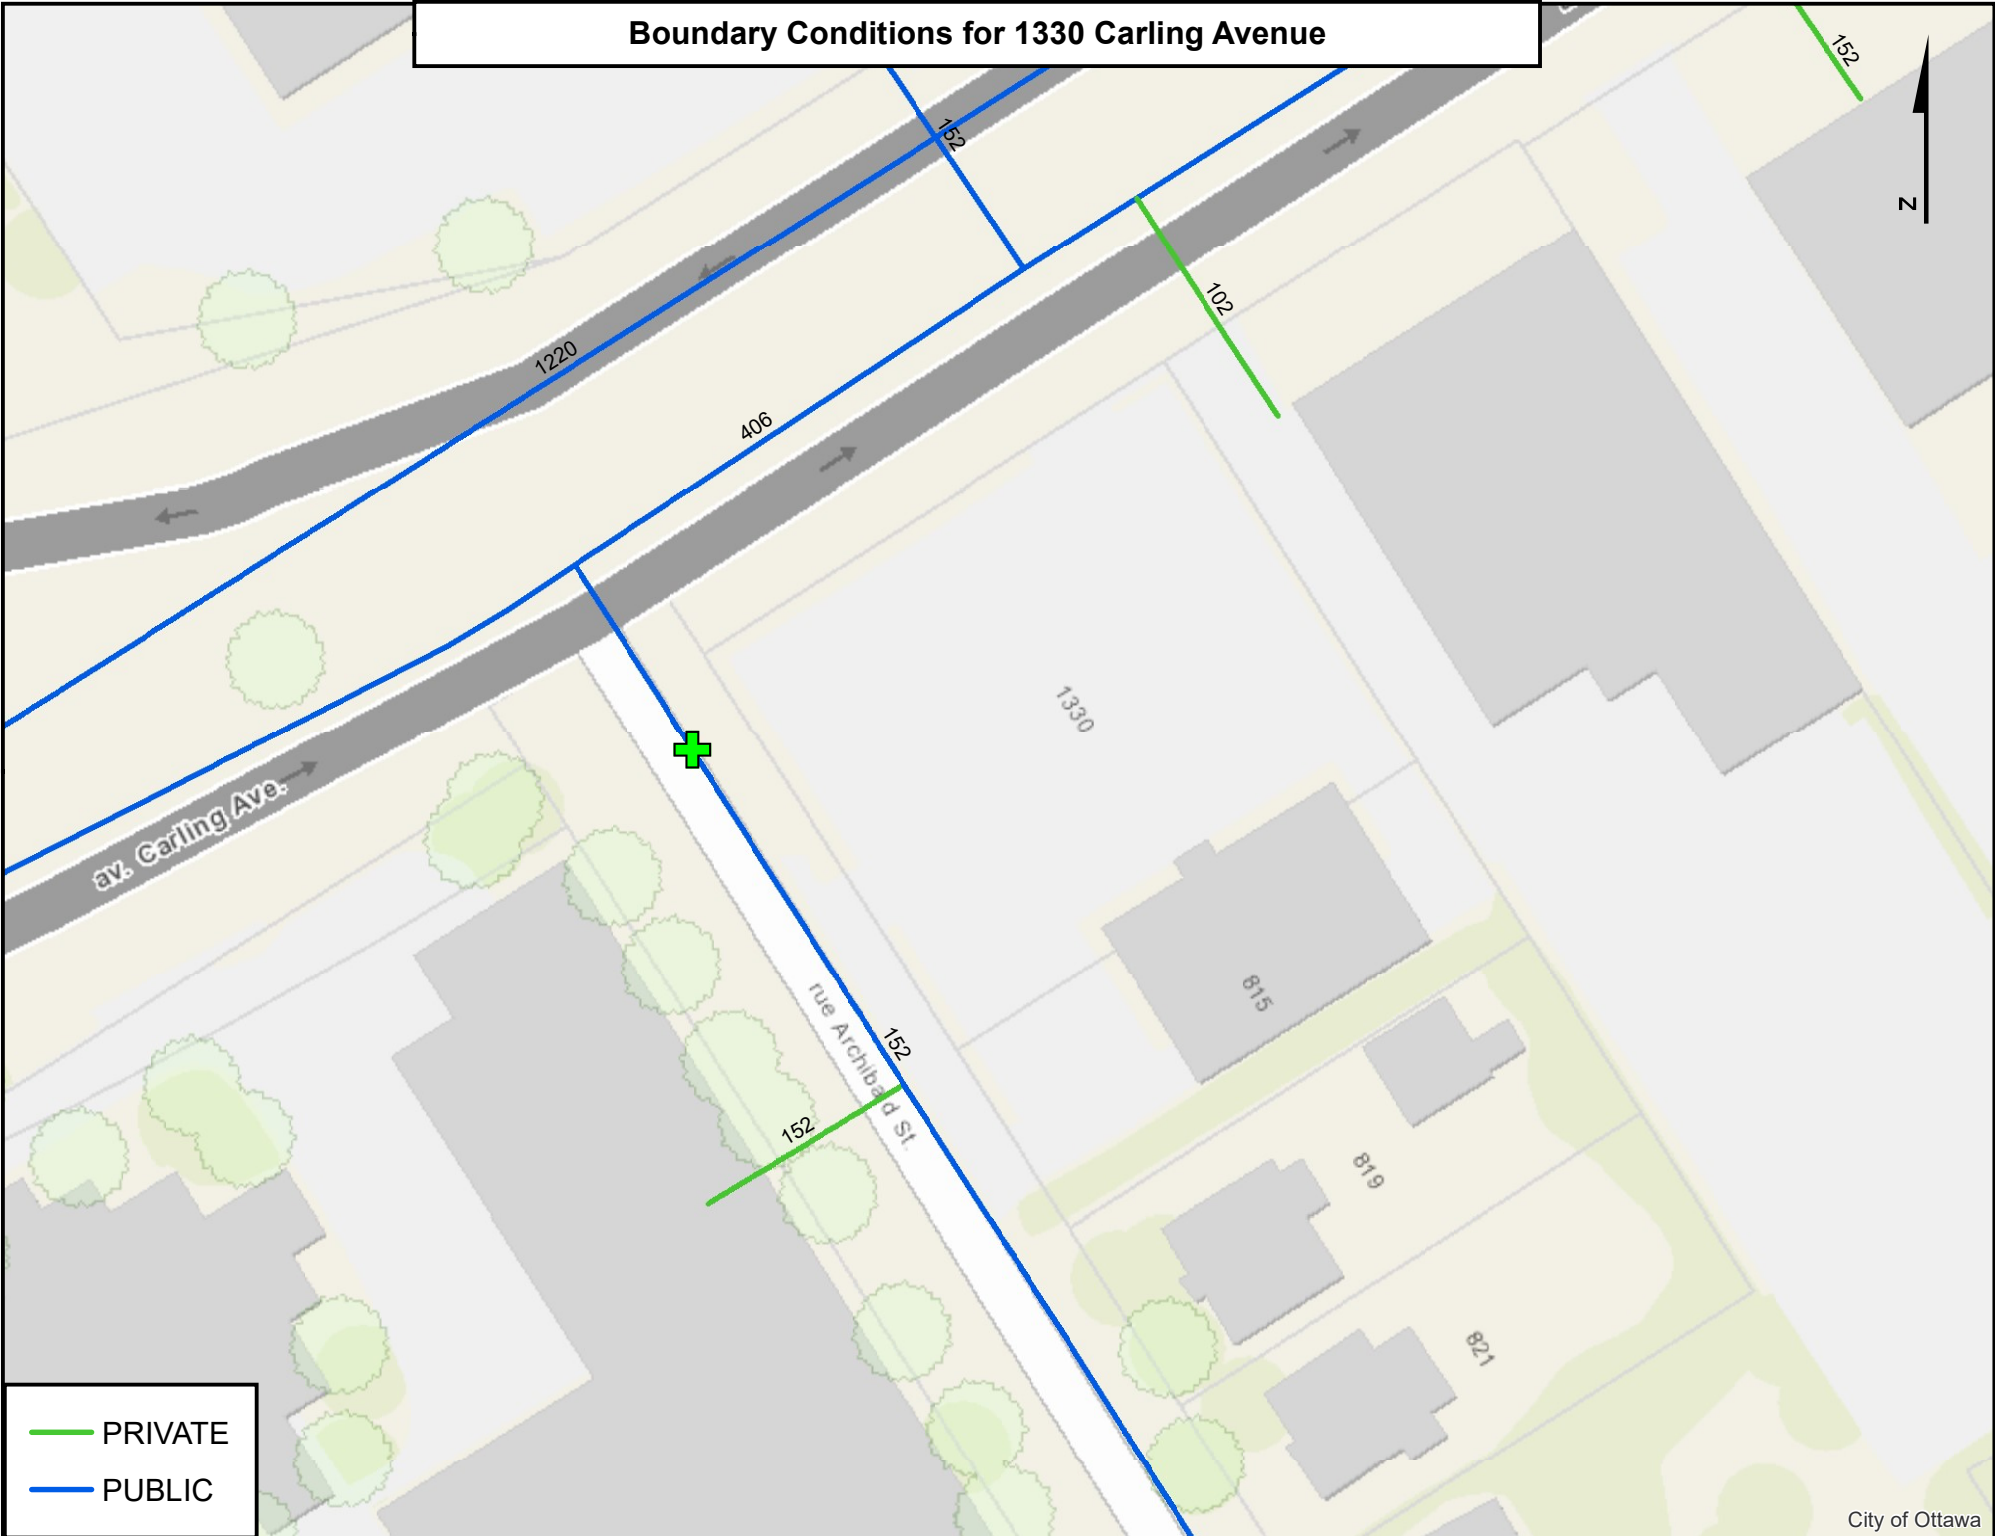 Boundary Conditions for 1330 Carling Avenue
152
152
N
102
1220
406
1330
av. Carling Ave.
815
rue Archibald St.
152
152
819
821
PRIVATE
PUBLIC
City of Ottawa